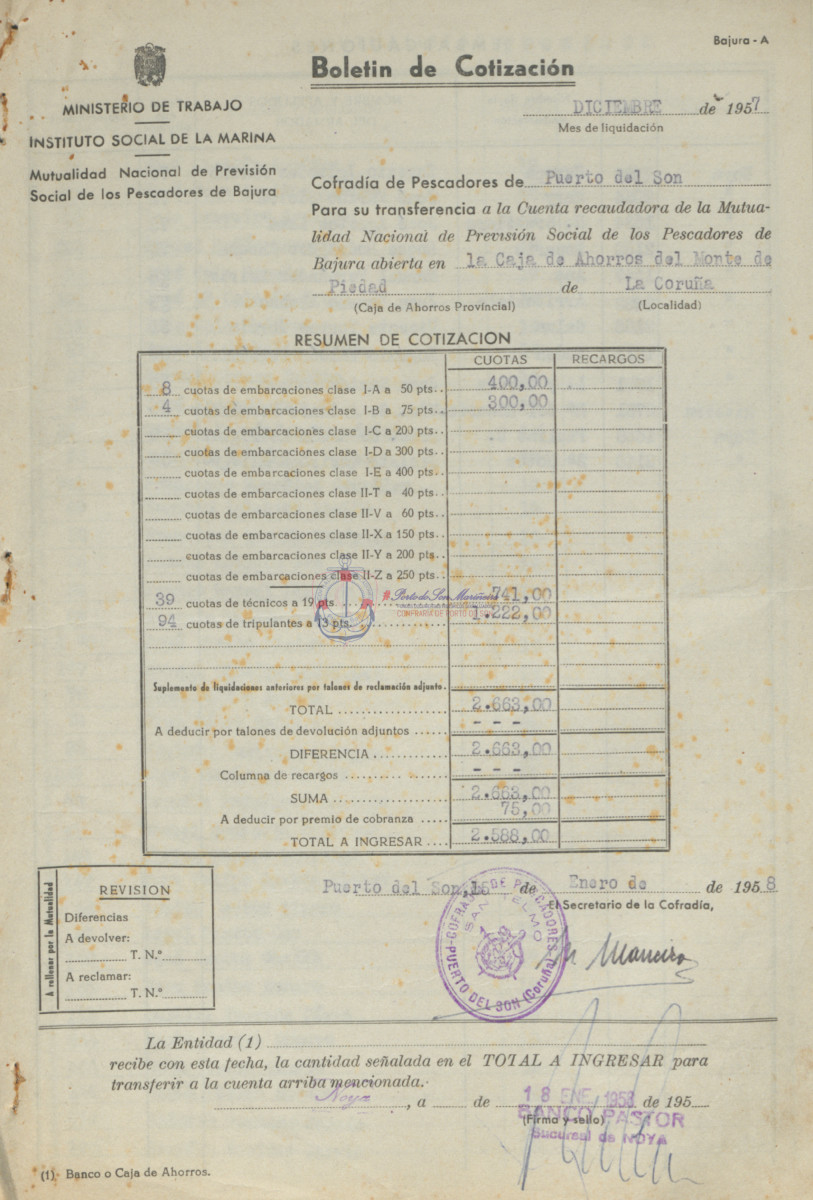 Bajura - A
Boletin de Cotización
MINISTERIO DE TRABAJO
INSTITUTO SOCIAL DE LA MARINA
Mutualidad Nacional de Previsión
Social de los Pescadores de Bajura
DICIEMBRE de 1957
Mes de liquidación
Cofradía de Pescadores de Puerto del Son
Para su transferencia a la Cuenta recaudadora de la Mutua-
lidad Nacional de Previsión Social de los Pescadores de
Bajura abierta en la Caja de Ahorros del Monte de
Piedad de La Coruña
(Caja de Ahorros Provincial) (Localidad)
RESUMEN DE COTIZACION
CUOTAS RECARGOS
8 cuotas de embarcaciones clase I-A a 50 pts.. 400,00
4 cuotas de embarcaciones clase I-B a 75 pts.. 300,00
cuotas de embarcaciones clase I-C a 200 pts..
cuotas de embarcaciones clase I-D a 300 pts..
cuotas de embarcaciones clase I-E a 400 pts..
cuotas de embarcaciones clase II-T a 40 pts..
cuotas de embarcaciones clase II-V a 60 pts..
cuotas de embarcaciones clase II-X a 150 pts..
cuotas de embarcaciones clase II-Y a 200 pts..
cuotas de embarcaciones clase II-Z a 250 pts..
39 cuotas de técnicos a 19 pts. 741,00
Porto do Son Mariñeiro
94 cuotas de tripulantes a 13 pts. 1.222,00
Suplemento de liquidaciones anteriores por talones de reclamación adjunto.
TOTAL 2.663,00
A deducir por talones de devolución adjuntos - - -
DIFERENCIA 2.663,00
Columna de recargos - - -
SUMA 2.663,00
A deducir por premio de cobranza 75,00
TOTAL A INGRESAR 2.588,00
A rellenar por la Mutualidad
REVISION
Diferencias
A devolver:
T. N.º
A reclamar:
T. N.º
Puerto del Son, de Enero de de 1958
El Secretario de la Cofradía,
COFRADIA DE PESCADORES
SAN TELMO
PUERTO DEL SON (Coruña)
Maneiro
La Entidad (1)
recibe con esta fecha, la cantidad señalada en el TOTAL A INGRESAR para
transferir a la cuenta arriba mencionada.
Noya, a de de 195
18 ENE. 1958
BANCO PASTOR
(Firma y sello)
Sucursal de NOYA
(1) Banco o Caja de Ahorros.